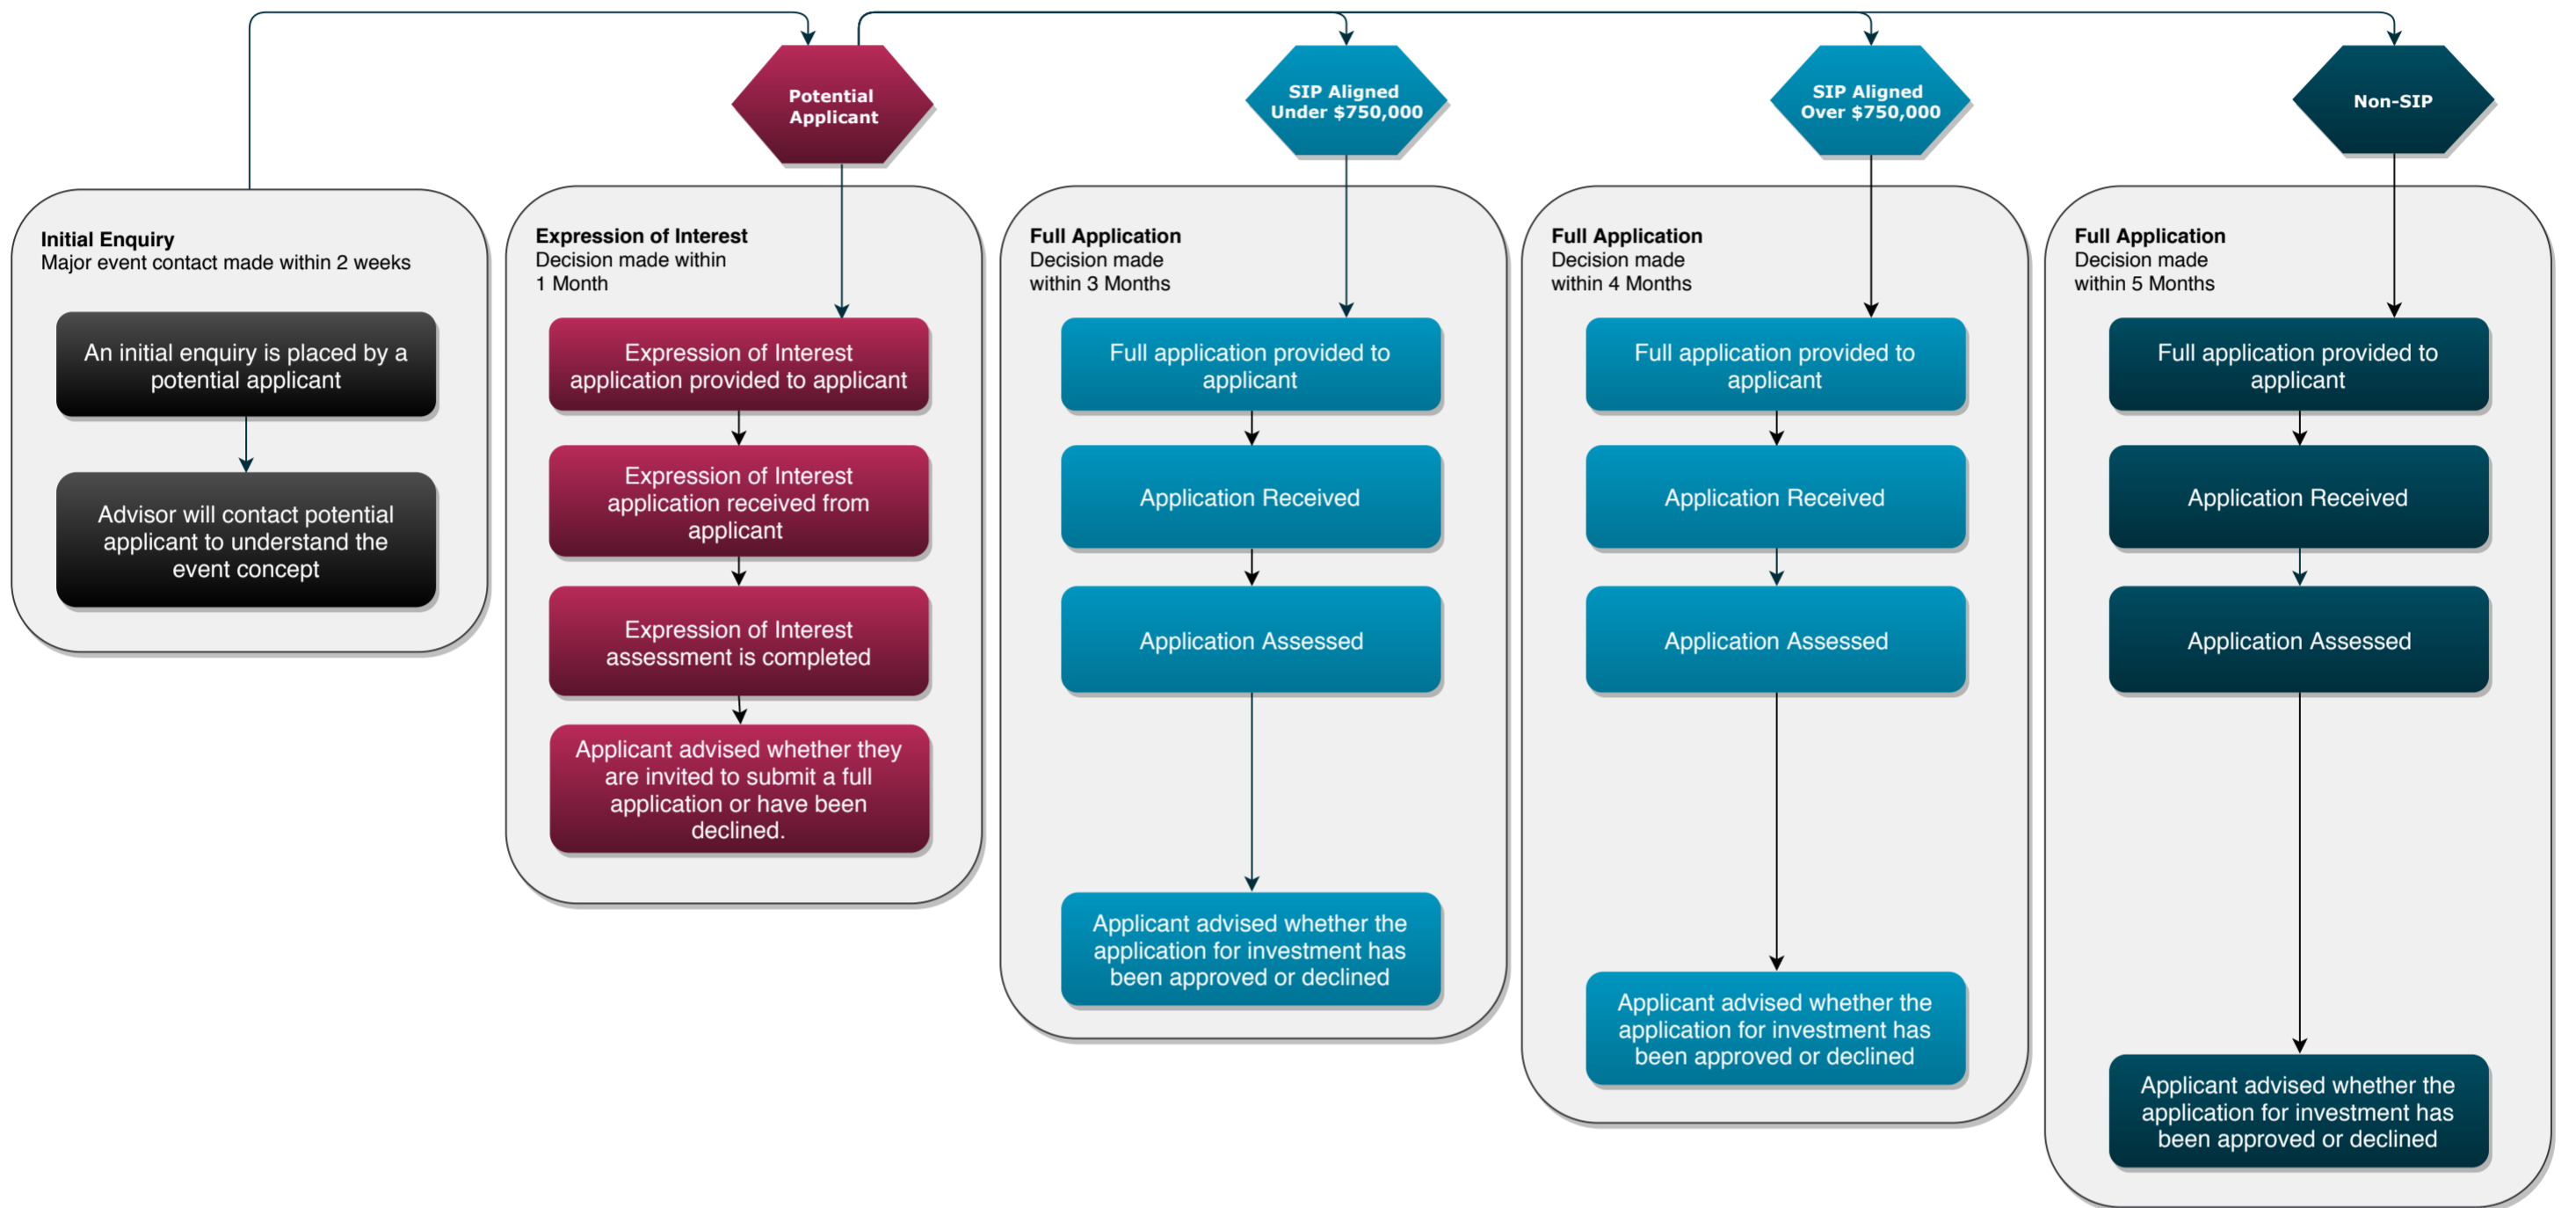 Potential
Applicant
SIP Aligned
Under $750,000
SIP Aligned
Over $750,000
Non-SIP
Initial Enquiry
Major event contact made within 2 weeks
An initial enquiry is placed by a
potential applicant
Advisor will contact potential
applicant to understand the
event concept
Expression of Interest
Decision made within
1 Month
Expression of Interest
application provided to applicant
Expression of Interest
application received from
applicant
Expression of Interest
assessment is completed
Applicant advised whether they
are invited to submit a full
application or have been
declined.
Full Application
Decision made
within 3 Months
Full application provided to
applicant
Application Received
Application Assessed
Applicant advised whether the
application for investment has
been approved or declined
Full Application
Decision made
within 4 Months
Full application provided to
applicant
Application Received
Application Assessed
Applicant advised whether the
application for investment has
been approved or declined
Full Application
Decision made
within 5 Months
Full application provided to
applicant
Application Received
Application Assessed
Applicant advised whether the
application for investment has
been approved or declined